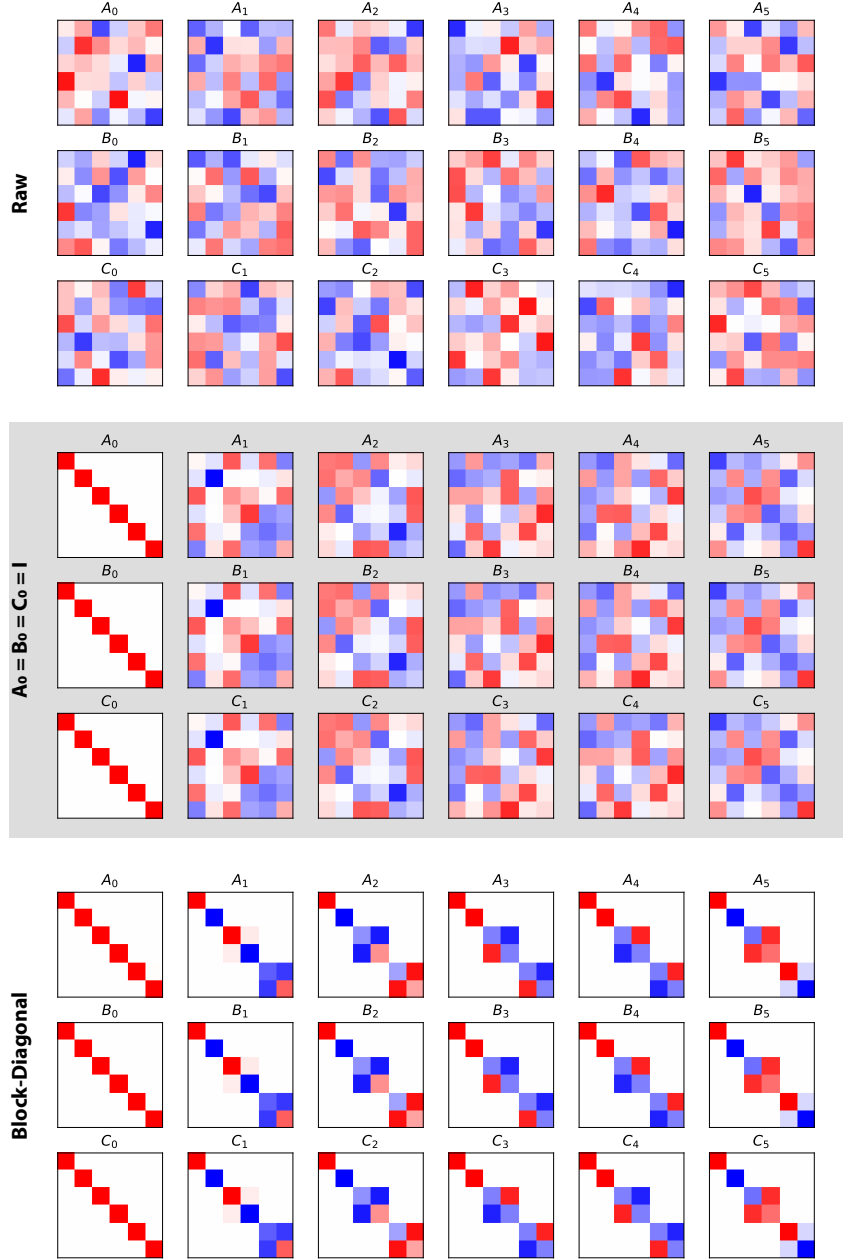 A₀ A₁ A₂ A₃ A₄ A₅
B₀ B₁ B₂ B₃ B₄ B₅
C₀ C₁ C₂ C₃ C₄ C₅
Raw
A₀ A₁ A₂ A₃ A₄ A₅
B₀ B₁ B₂ B₃ B₄ B₅
C₀ C₁ C₂ C₃ C₄ C₅
A₀ = B₀ = C₀ = I
A₀ A₁ A₂ A₃ A₄ A₅
B₀ B₁ B₂ B₃ B₄ B₅
C₀ C₁ C₂ C₃ C₄ C₅
Block-Diagonal